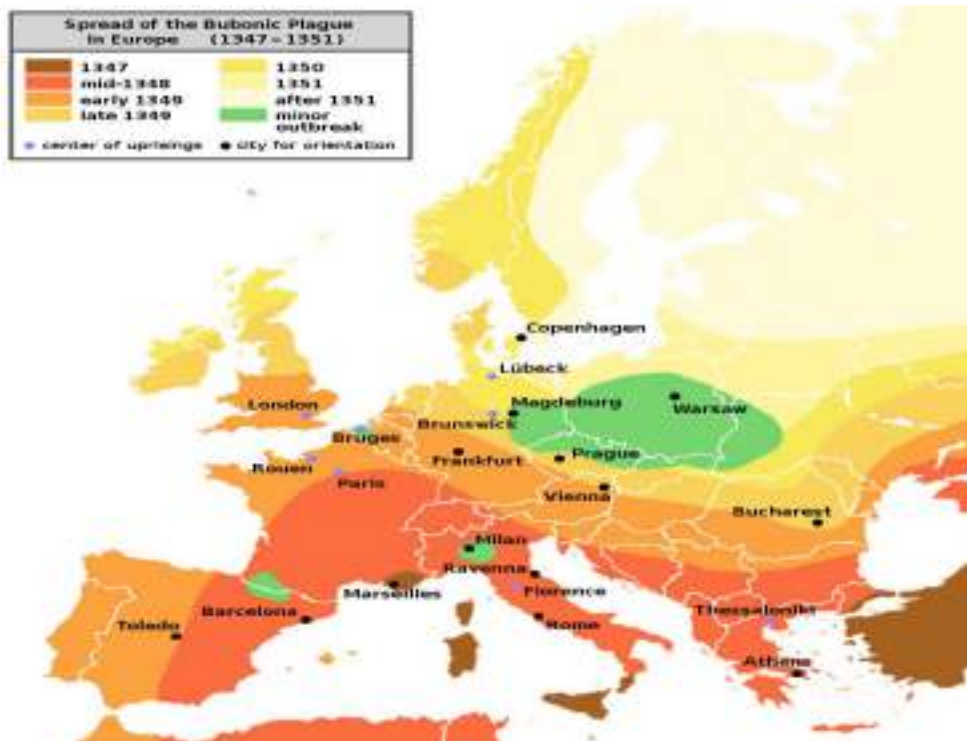 Spread of the Bubonic Plague
in Europe (1347-1351)
1347
mid-1348
early 1349
late 1349
1350
1351
after 1351
minor
outbreak
center of uprisings
city for orientation
Copenhagen
Lübeck
London
Magdeburg
Warsaw
Brunswick
Bruges
Frankfurt
Prague
Rouen
Paris
Vienna
Bucherest
Milan
Ravenna
Marseilles
Florence
Barcelona
Thessaloniki
Toledo
Rome
Athens